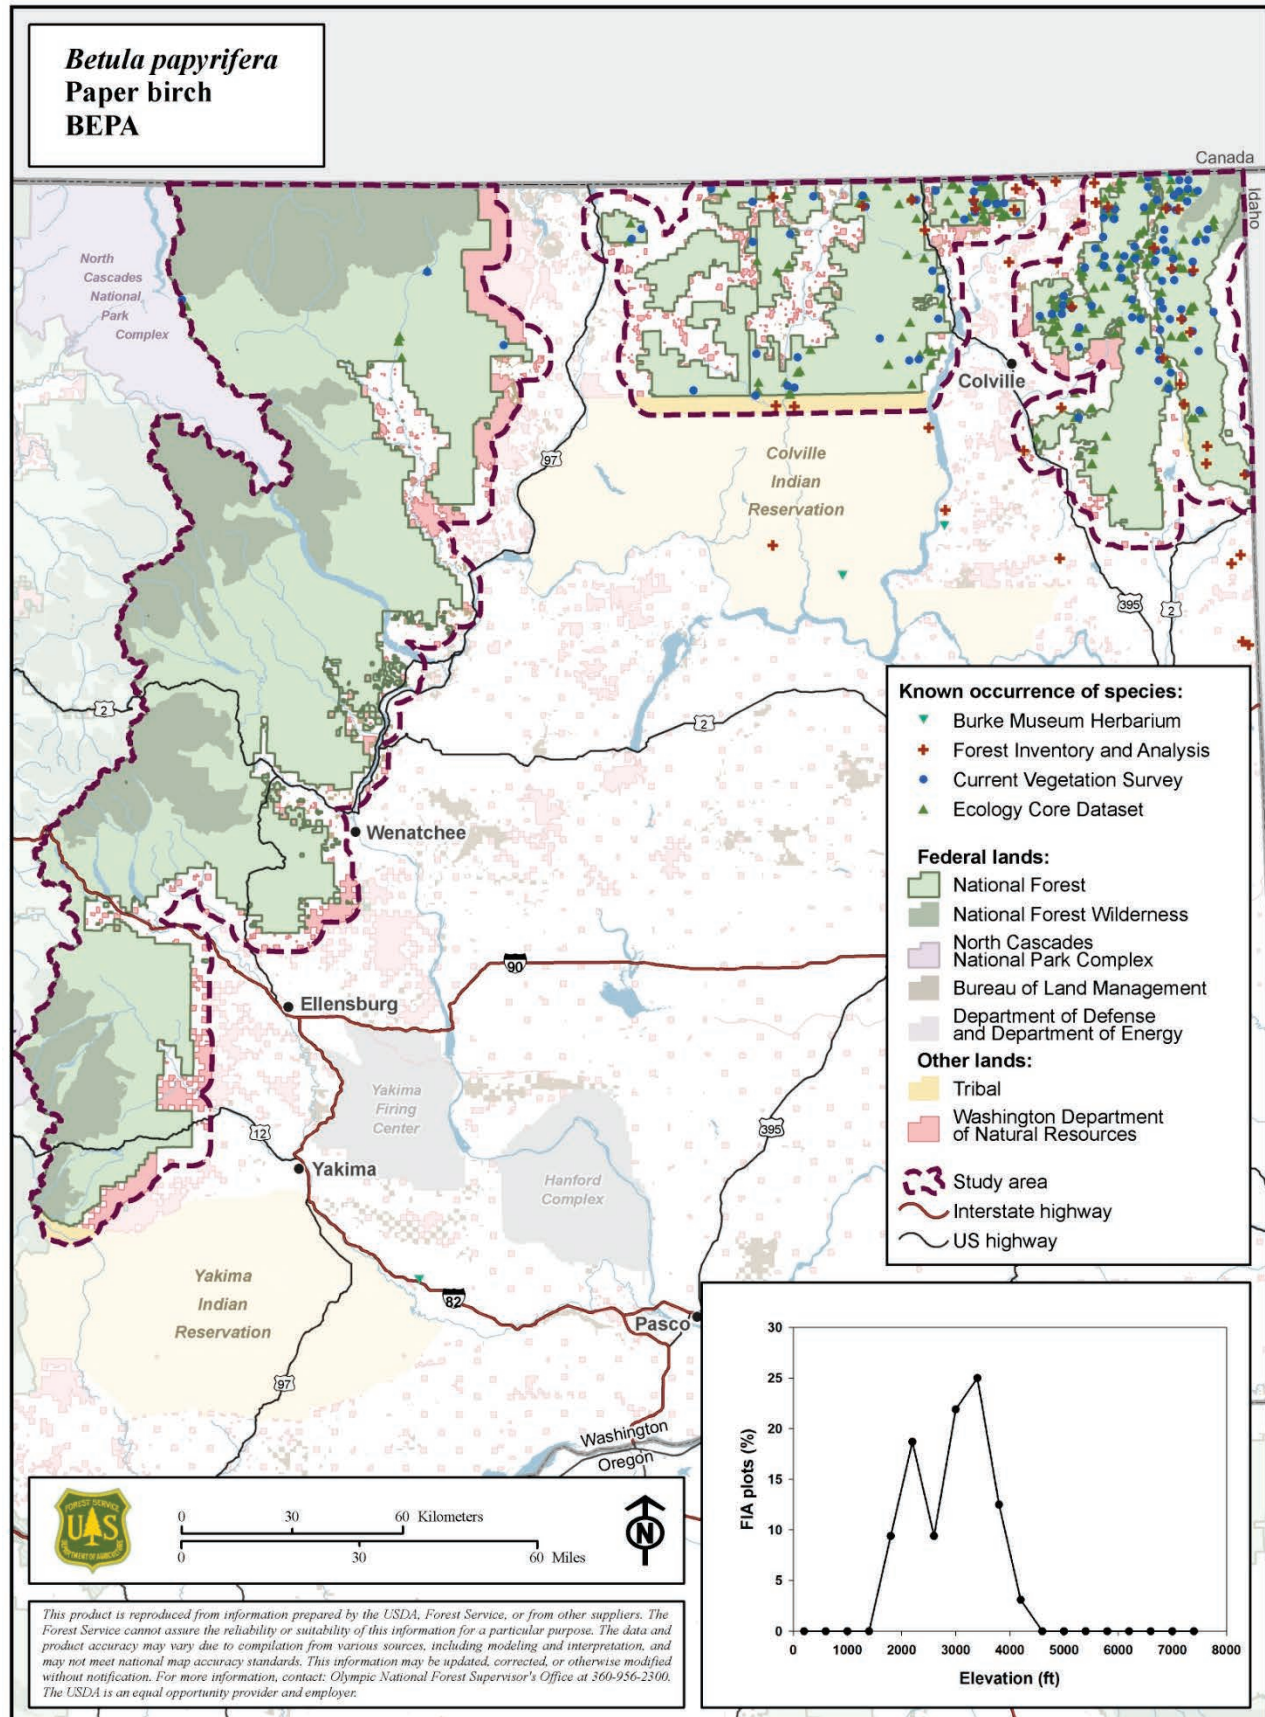 Betula papyrifera
Paper birch
BEPA
Canada
Idaho
North
Cascades
National
Park
Complex
Colville
97
Colville
Indian
Reservation
395
2
2
2
Wenatchee
90
Ellensburg
Yakima
Firing
Center
395
12
Yakima
Hanford
Complex
Yakima
Indian
Reservation
82
Pasco
97
Washington
Oregon
Known occurrence of species:
Burke Museum Herbarium
Forest Inventory and Analysis
Current Vegetation Survey
Ecology Core Dataset
Federal lands:
National Forest
National Forest Wilderness
North Cascades
National Park Complex
Bureau of Land Management
Department of Defense
and Department of Energy
Other lands:
Tribal
Washington Department
of Natural Resources
Study area
Interstate highway
US highway
30
25
20
15
10
5
0
FIA plots (%)
0 1000 2000 3000 4000 5000 6000 7000 8000
Elevation (ft)
FOREST SERVICE
U S
DEPARTMENT OF AGRICULTURE
0 30 60 Kilometers
0 30 60 Miles
N
This product is reproduced from information prepared by the USDA, Forest Service, or from other suppliers. The
Forest Service cannot assure the reliability or suitability of this information for a particular purpose. The data and
product accuracy may vary due to compilation from various sources, including modeling and interpretation, and
may not meet national map accuracy standards. This information may be updated, corrected, or otherwise modified
without notification. For more information, contact: Olympic National Forest Supervisor's Office at 360-956-2300.
The USDA is an equal opportunity provider and employer.